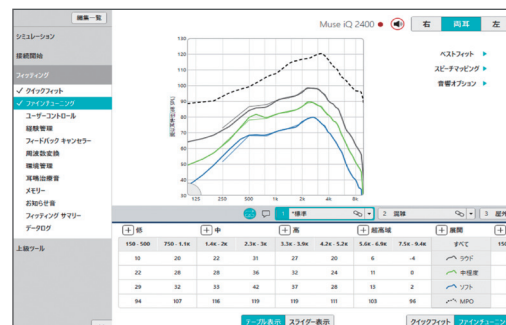 編集一覧
Muse iQ 2400
右 両耳 左
シミュレーション
接続開始
フィッティング
✓ クイックフィット
✓ ファインチューニング
ユーザーコントロール
経験管理
フィードバック キャンセラー
周波数変換
環境管理
耳鳴治療音
メモリー
お知らせ音
フィッティング サマリー
データログ
上級ツール
ベストフィット
スピーチマッピング
音響オプション
130
120
110
100
90
80
70
60
50
40
30
125 250 500 1k 2k 4k 8k
1 *標準 2 混雑 3 屋外
低 中 高 超高域 展開
150 - 500 750 - 1.1K 1.4K - 2K 2.3K - 3K 3.3K - 3.9K 4.2K - 5.2K 5.6K - 6.9K 7.5K - 9.4K すべて
10 20 22 31 27 20 6 -4 ラウド
22 28 28 36 32 24 11 0 中程度
29 32 33 42 37 28 13 2 ソフト
94 107 116 119 119 111 103 96 MPO
テーブル表示 スライダー表示 クイックフィット ファインチューニン